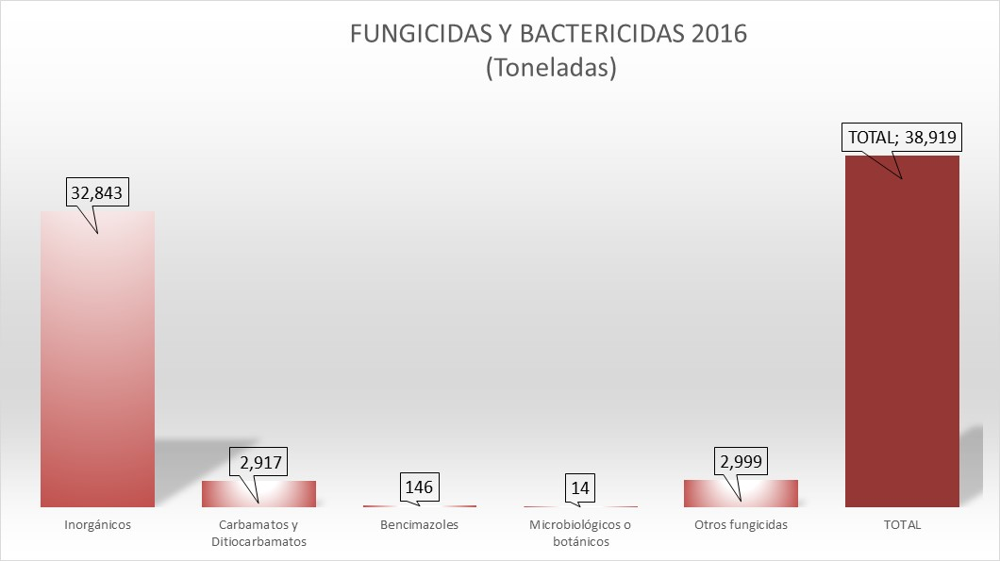 FUNGICIDAS Y BACTERICIDAS 2016
(Toneladas)
TOTAL; 38,919
32,843
2,917
146
14
2,999
Inorgánicos
Carbamatos y
Ditiocarbamatos
Bencimazoles
Microbiológicos o
botánicos
Otros fungicidas
TOTAL